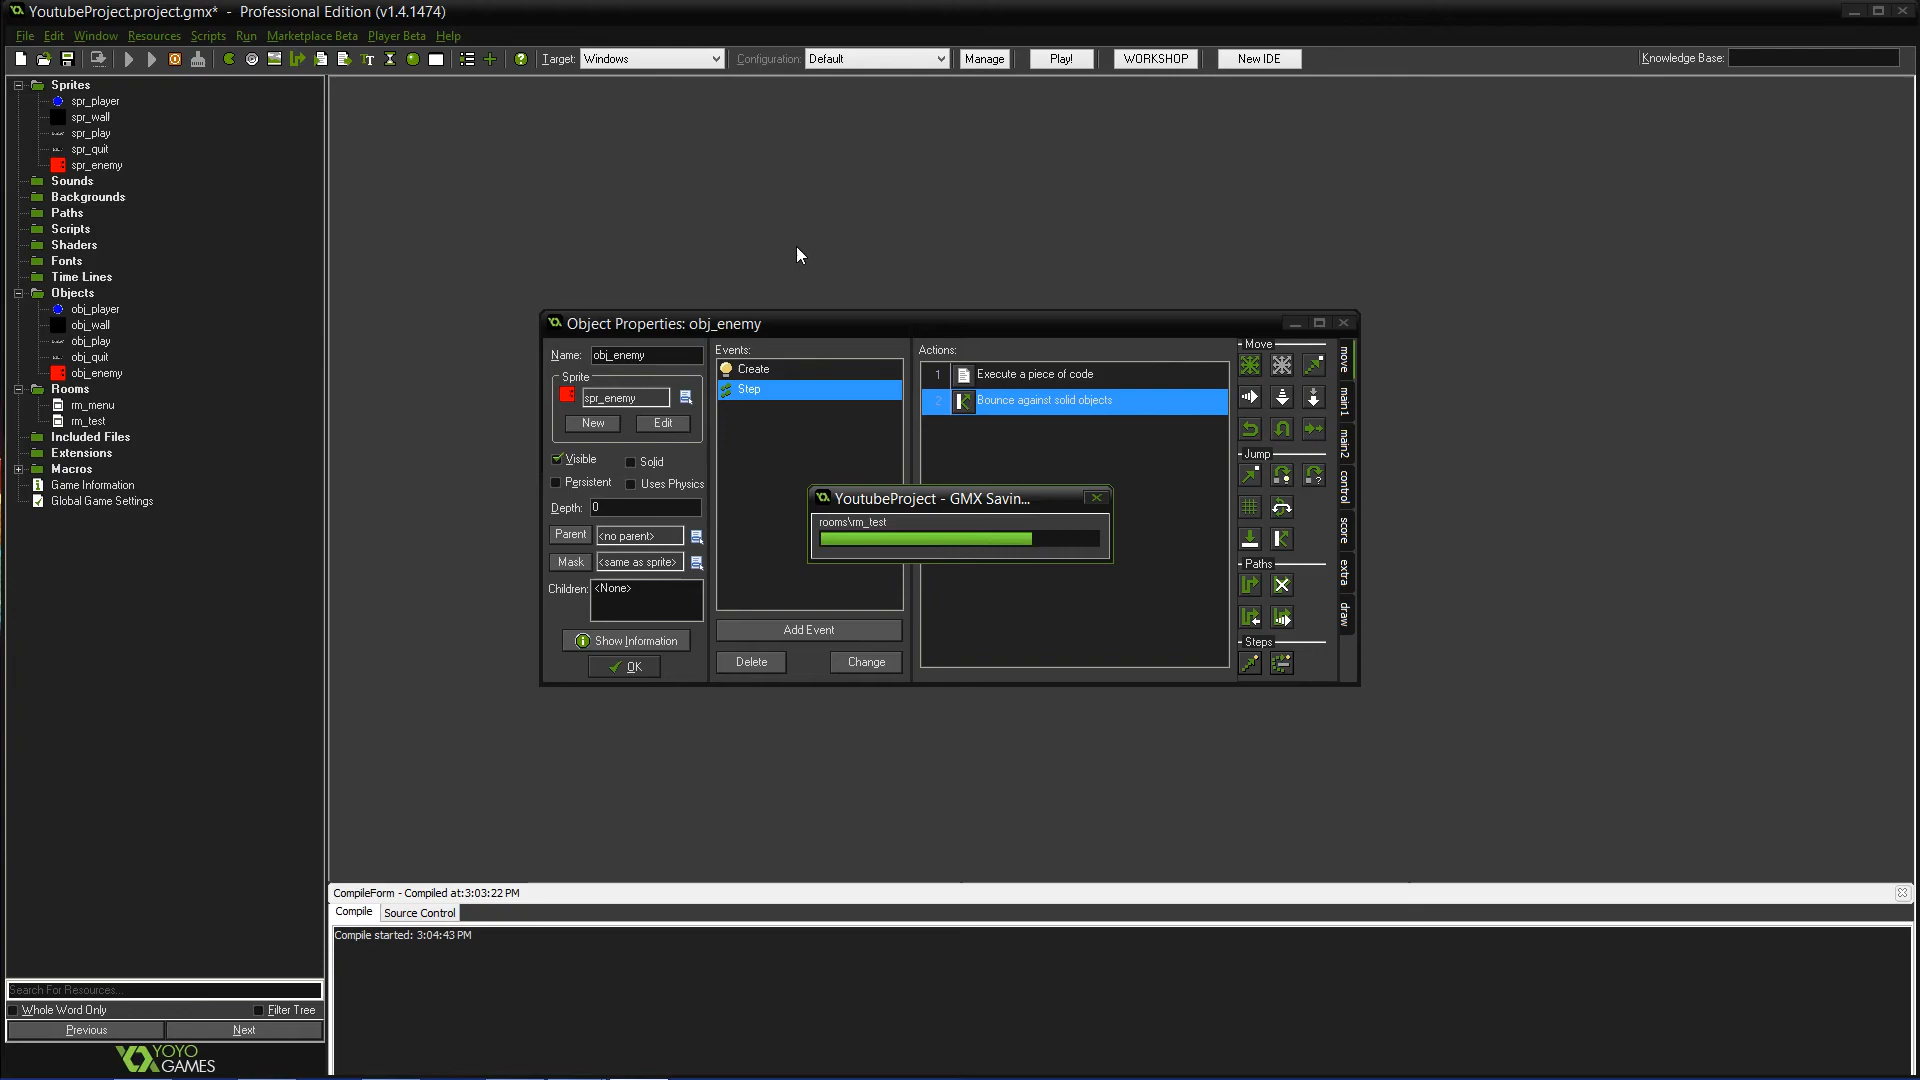 YoutubeProject.project.gmx* - Professional Edition (v1.4.1474)
File Edit Window Resources Scripts Run Marketplace Beta Player Beta Help
Target: Windows Configuration: Default Manage Play! WORKSHOP New IDE Knowledge Base:
Sprites
spr_player
spr_wall
spr_play
spr_quit
spr_enemy
Sounds
Backgrounds
Paths
Scripts
Shaders
Fonts
Time Lines
Objects
obj_player
obj_wall
obj_play
obj_quit
obj_enemy
Rooms
rm_menu
rm_test
Included Files
Extensions
Macros
Game Information
Global Game Settings
Search For Resources...
Whole Word Only Filter Tree
Previous Next
YOYO
GAMES
Object Properties: obj_enemy
Name: obj_enemy
Sprite
spr_enemy
New Edit
Visible Solid
Persistent Uses Physics
Depth: 0
Parent <no parent>
Mask <same as sprite>
Children: <None>
Show Information
OK
Events:
Create
Step
Add Event
Delete Change
Actions:
1 Execute a piece of code
2 Bounce against solid objects
Move
Jump
Paths
Steps
move
main1
main2
control
score
extra
draw
YoutubeProject - GMX Savin...
rooms\rm_test
CompileForm - Compiled at:3:03:22 PM
Compile Source Control
Compile started: 3:04:43 PM